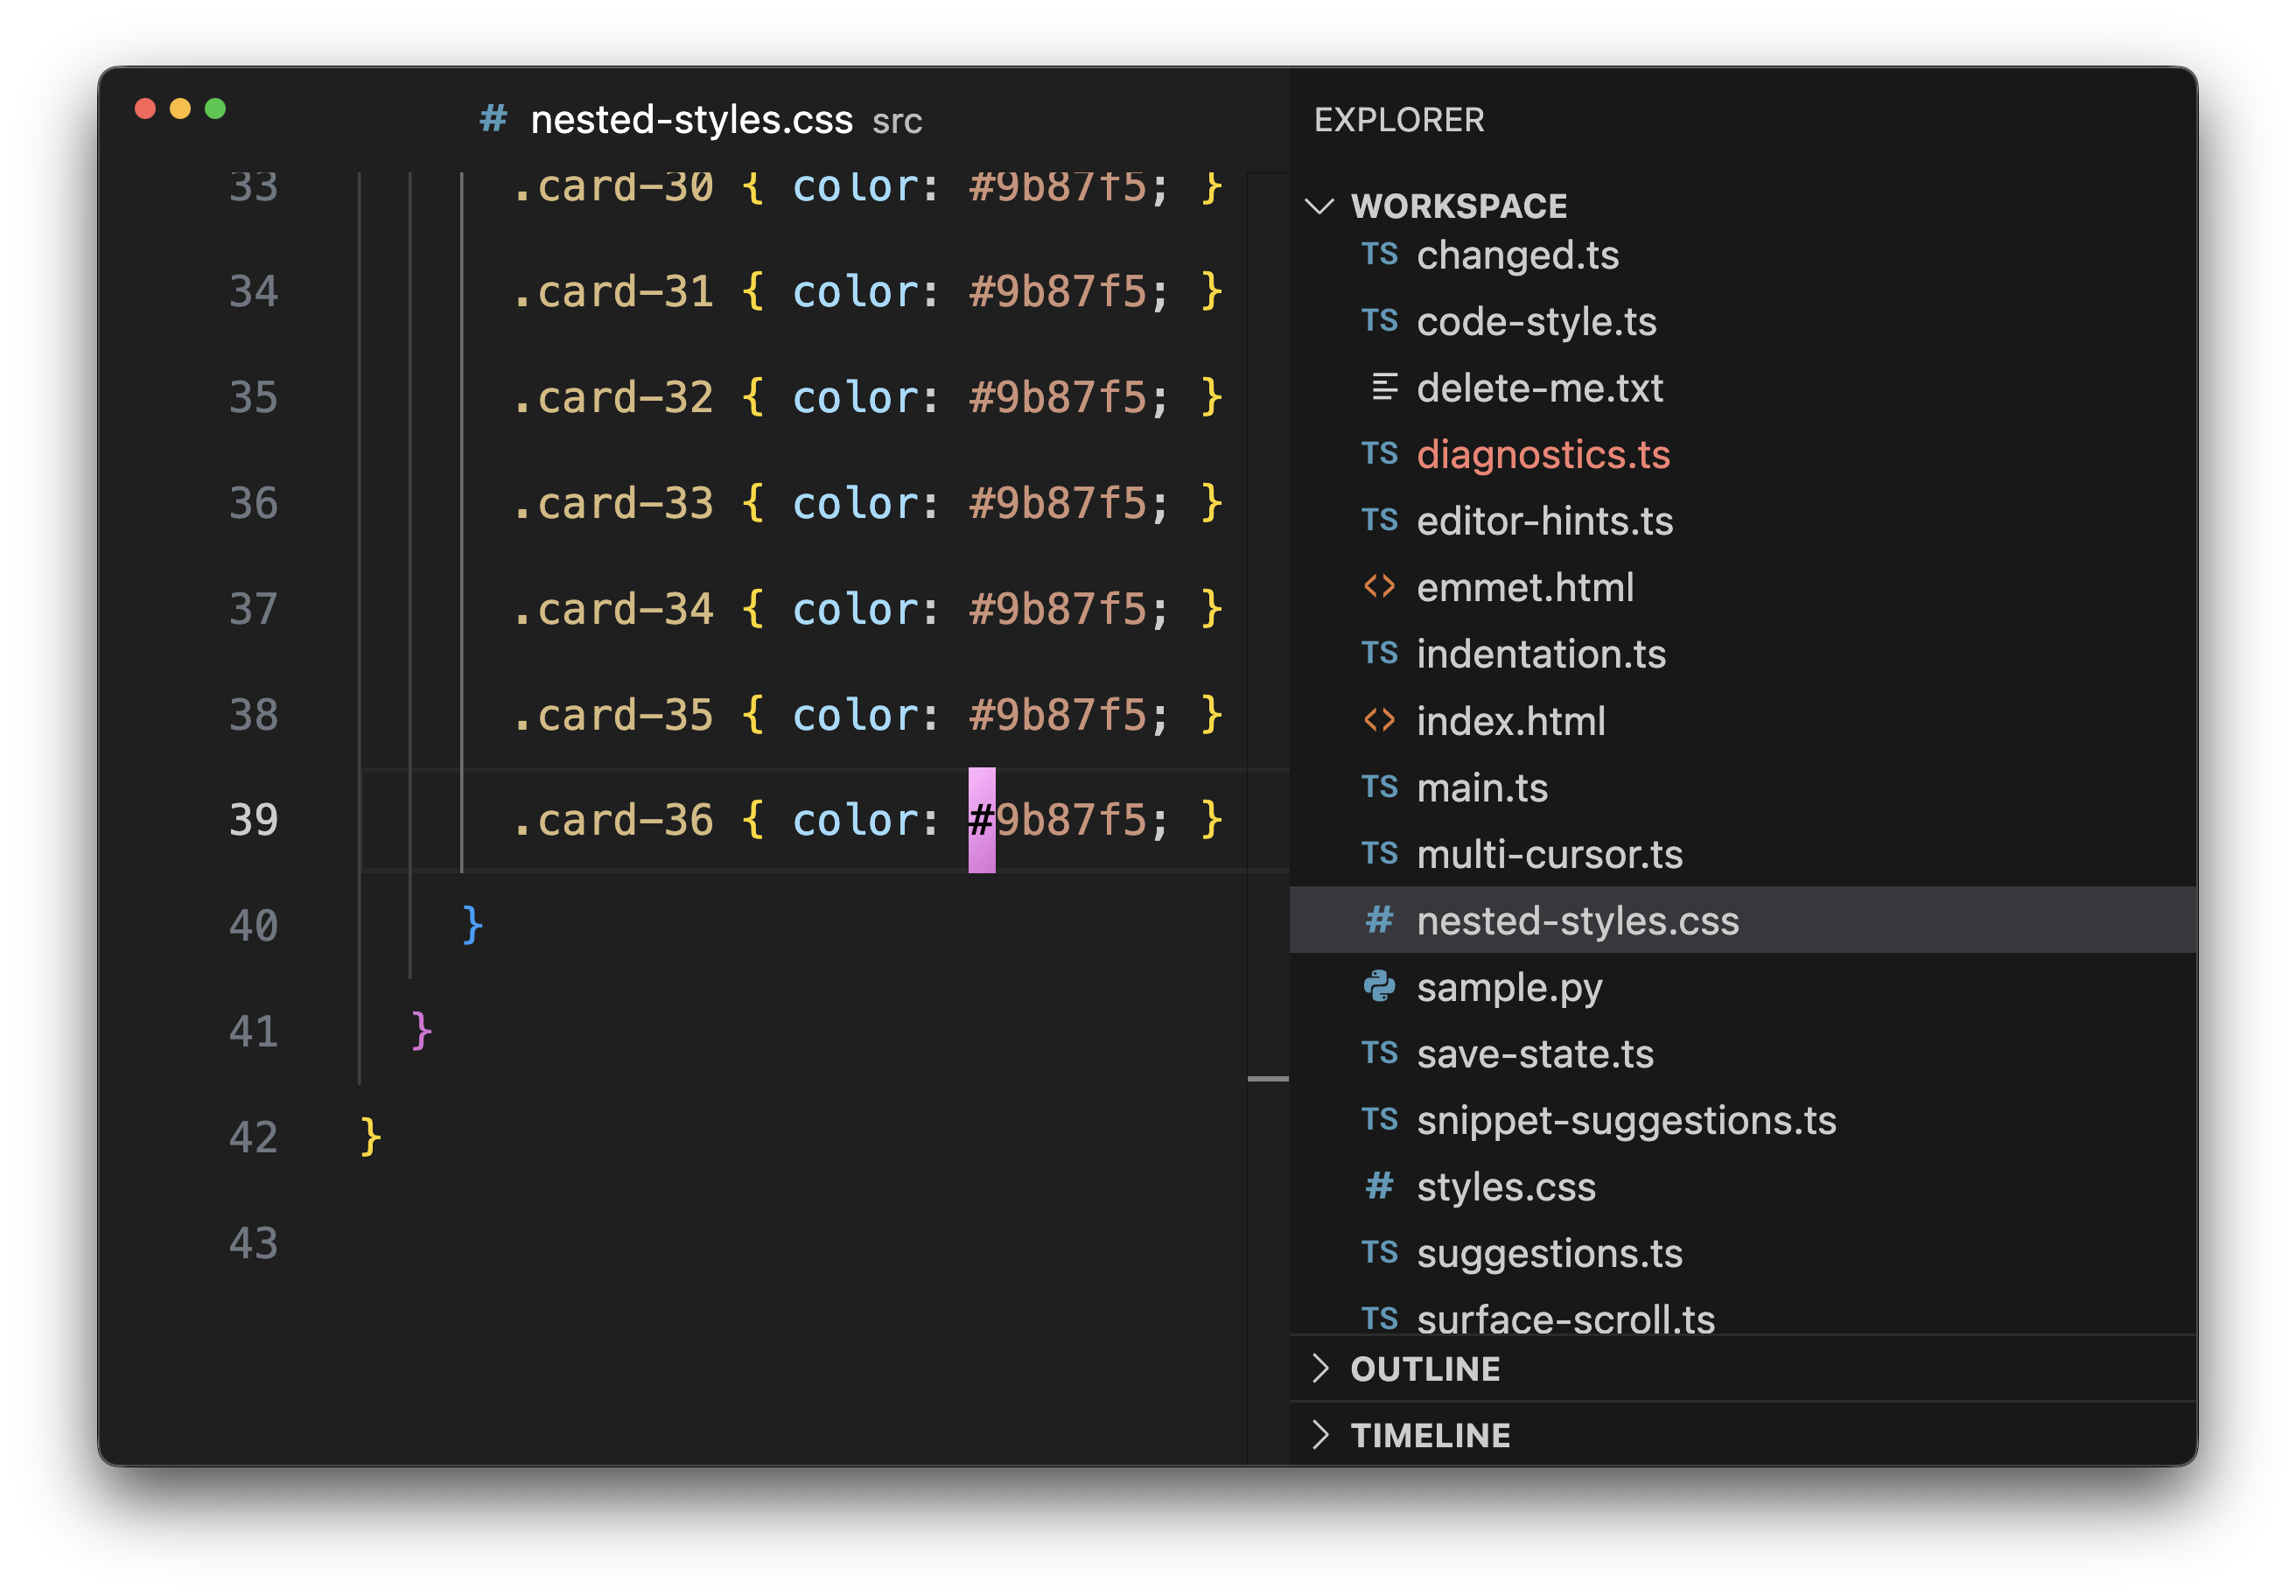 # nested-styles.css src
33 .card-30 { color: #9b87f5; }
34 .card-31 { color: #9b87f5; }
35 .card-32 { color: #9b87f5; }
36 .card-33 { color: #9b87f5; }
37 .card-34 { color: #9b87f5; }
38 .card-35 { color: #9b87f5; }
39 .card-36 { color: #9b87f5; }
40 }
41 }
42 }
43
EXPLORER
WORKSPACE
TS changed.ts
TS code-style.ts
delete-me.txt
TS diagnostics.ts
TS editor-hints.ts
<> emmet.html
TS indentation.ts
<> index.html
TS main.ts
TS multi-cursor.ts
# nested-styles.css
sample.py
TS save-state.ts
TS snippet-suggestions.ts
# styles.css
TS suggestions.ts
TS surface-scroll.ts
OUTLINE
TIMELINE